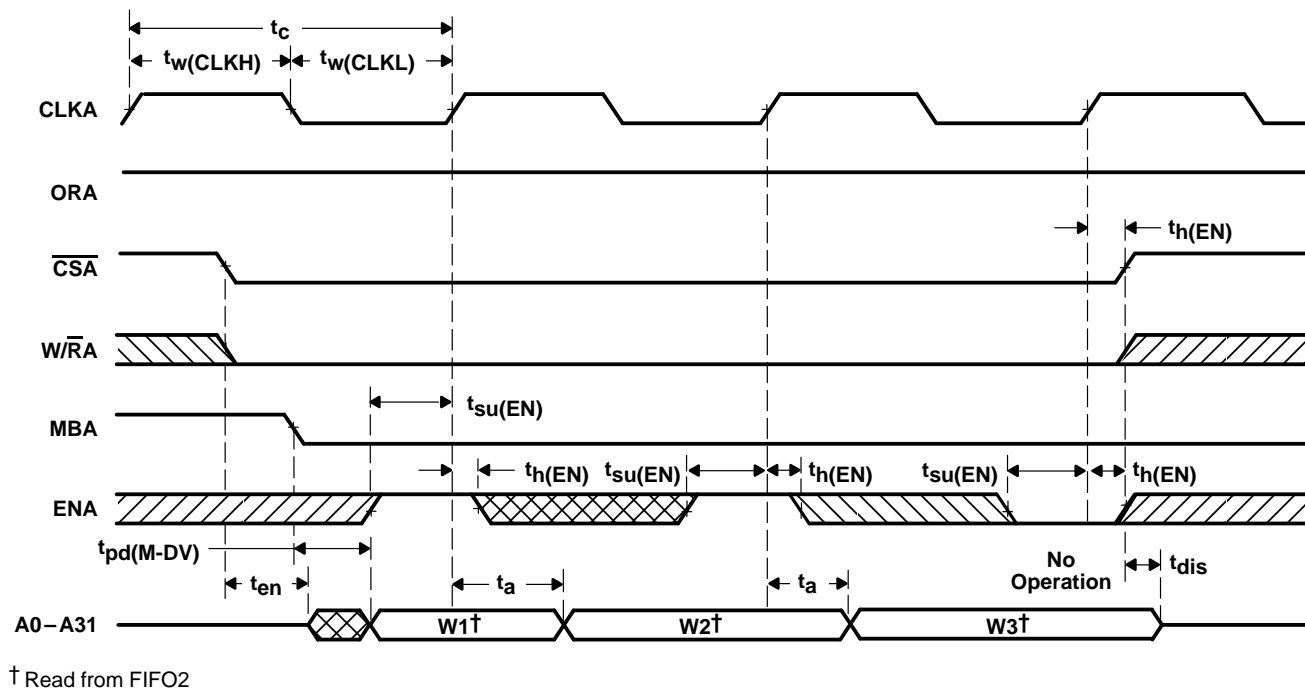 tc
tw(CLKH) tw(CLKL)
CLKA
ORA
th(EN)
CSA
W/RA
tsu(EN)
MBA
th(EN) tsu(EN) th(EN) tsu(EN) th(EN)
ENA
tpd(M-DV)
ten ta ta No Operation tdis
A0–A31 W1† W2† W3†
† Read from FIFO2